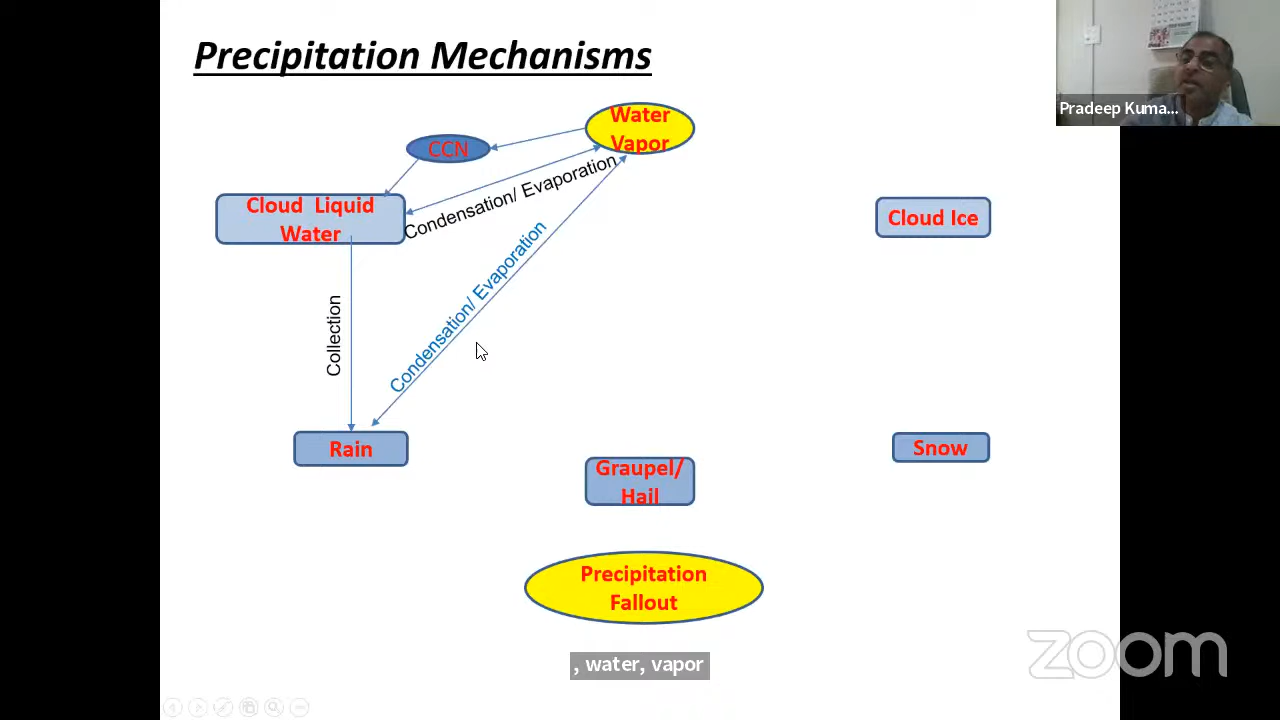 Precipitation Mechanisms
Pradeep Kuma...
Water
Vapor
CCN
Condensation/ Evaporation
Cloud Liquid
Water
Cloud Ice
Condensation/ Evaporation
Collection
Rain
Snow
Graupel/
Hail
Precipitation
Fallout
, water, vapor
zoom